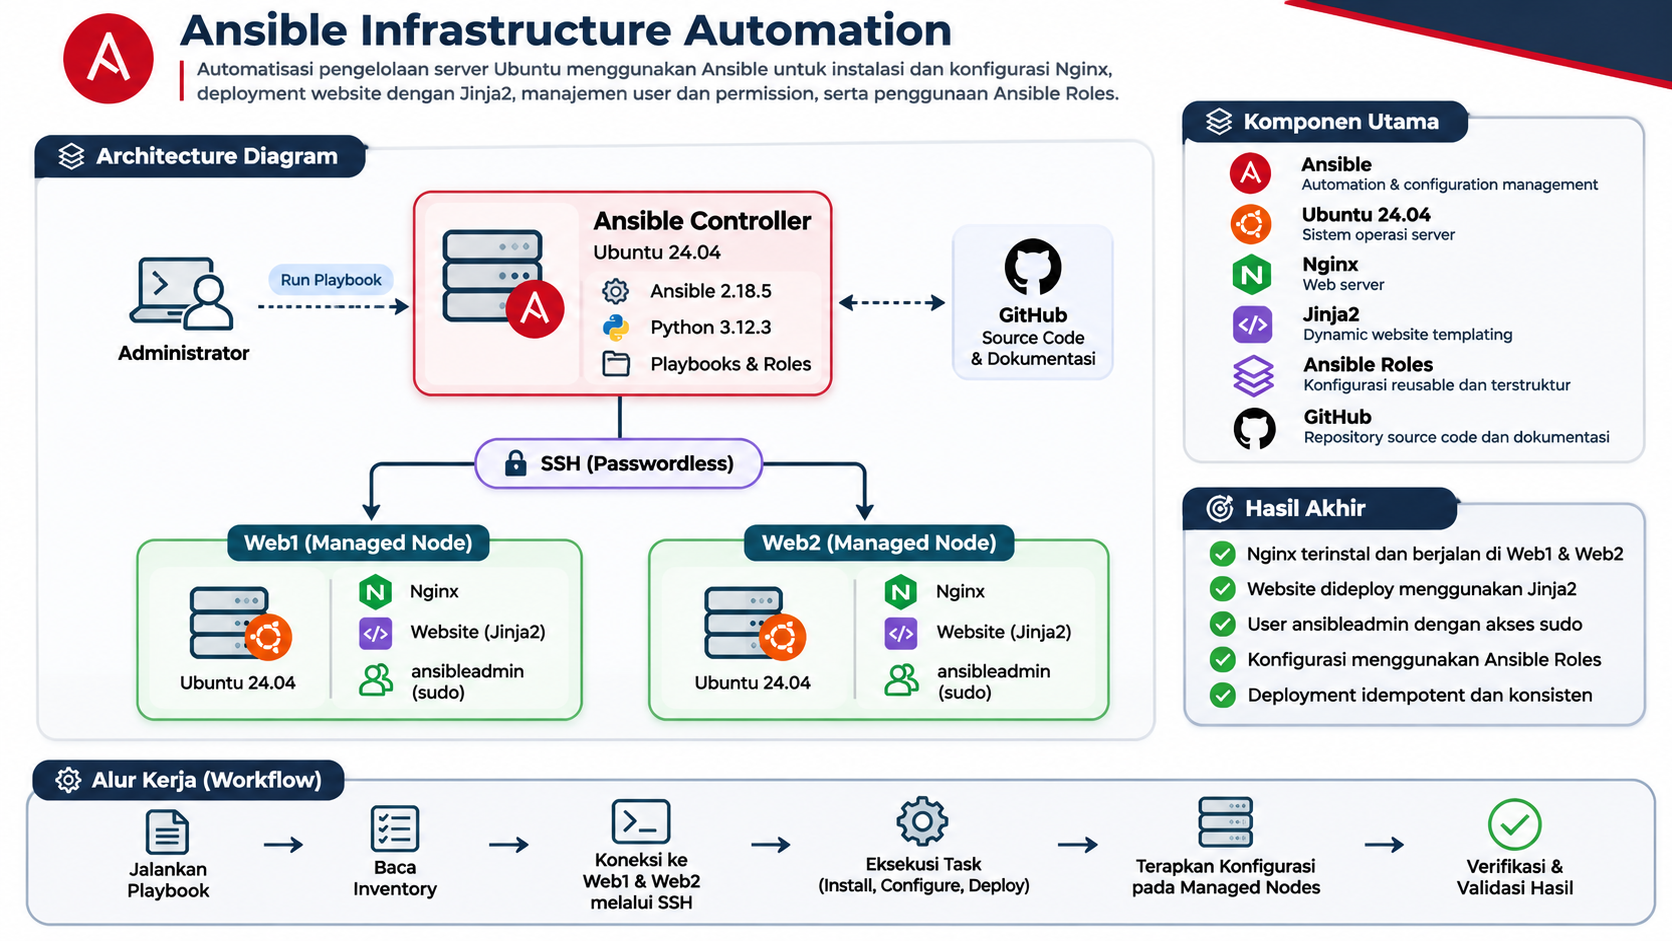 Ansible Infrastructure Automation
Automatisasi pengelolaan server Ubuntu menggunakan Ansible untuk instalasi dan konfigurasi Nginx,
deployment website dengan Jinja2, manajemen user dan permission, serta penggunaan Ansible Roles.
Architecture Diagram
Administrator
Run Playbook
Ansible Controller
Ubuntu 24.04
Ansible 2.18.5
Python 3.12.3
Playbooks & Roles
GitHub
Source Code
& Dokumentasi
SSH (Passwordless)
Web1 (Managed Node)
Ubuntu 24.04
Nginx
Website (Jinja2)
ansibleadmin
(sudo)
Web2 (Managed Node)
Ubuntu 24.04
Nginx
Website (Jinja2)
ansibleadmin
(sudo)
Komponen Utama
Ansible
Automation & configuration management
Ubuntu 24.04
Sistem operasi server
Nginx
Web server
Jinja2
Dynamic website templating
Ansible Roles
Konfigurasi reusable dan terstruktur
GitHub
Repository source code dan dokumentasi
Hasil Akhir
Nginx terinstal dan berjalan di Web1 & Web2
Website dideploy menggunakan Jinja2
User ansibleadmin dengan akses sudo
Konfigurasi menggunakan Ansible Roles
Deployment idempotent dan konsisten
Alur Kerja (Workflow)
Jalankan
Playbook
Baca
Inventory
Koneksi ke
Web1 & Web2
melalui SSH
Eksekusi Task
(Install, Configure, Deploy)
Terapkan Konfigurasi
pada Managed Nodes
Verifikasi &
Validasi Hasil